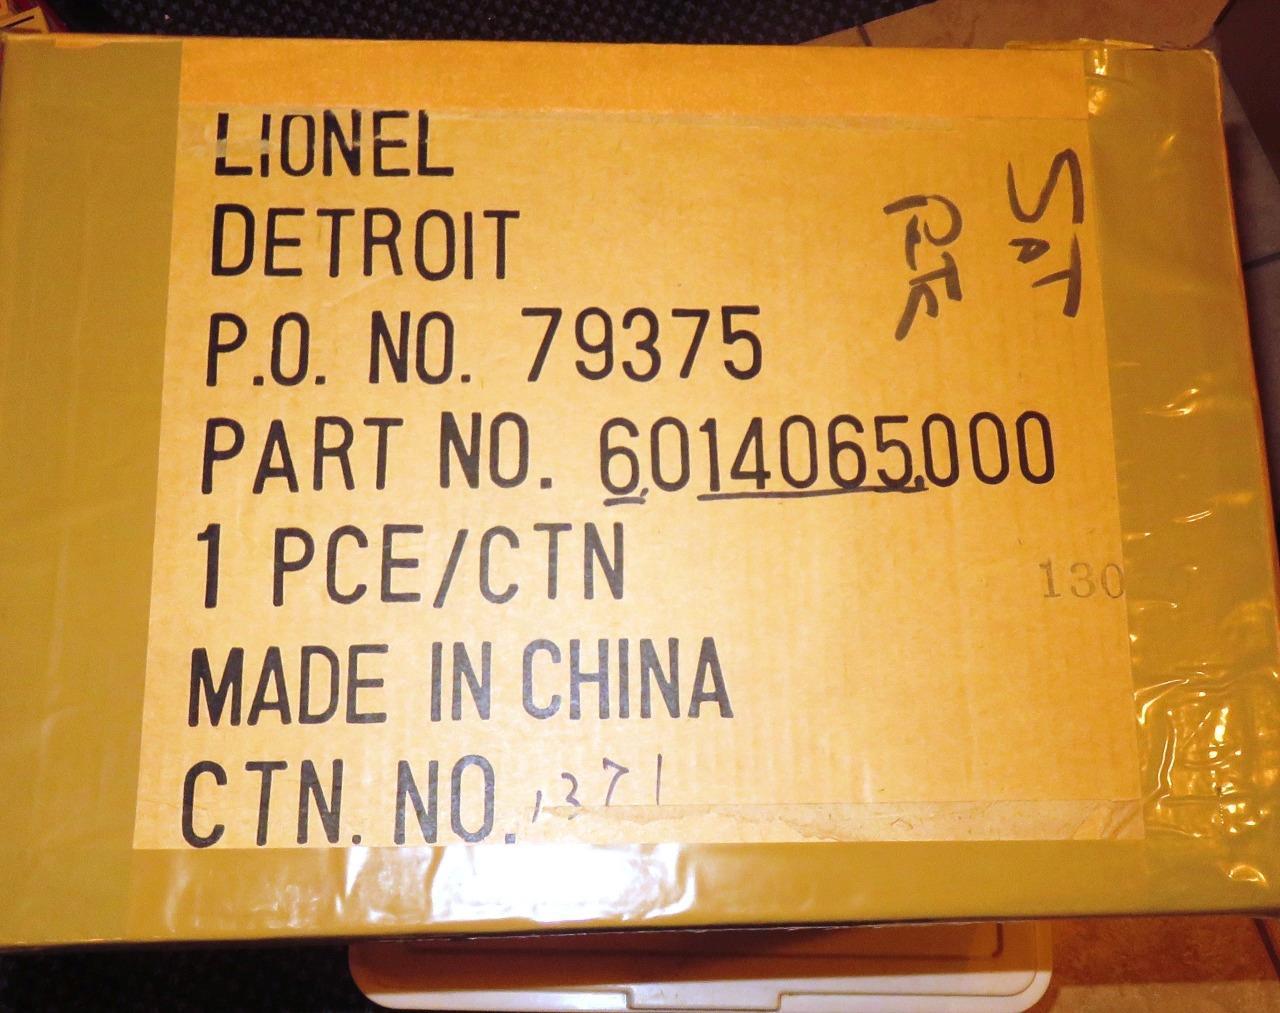 LIONEL
DETROIT
P.O. NO. 79375
PART NO. 6014065000
1 PCE/CTN
130
MADE IN CHINA
CTN. NO. 1371